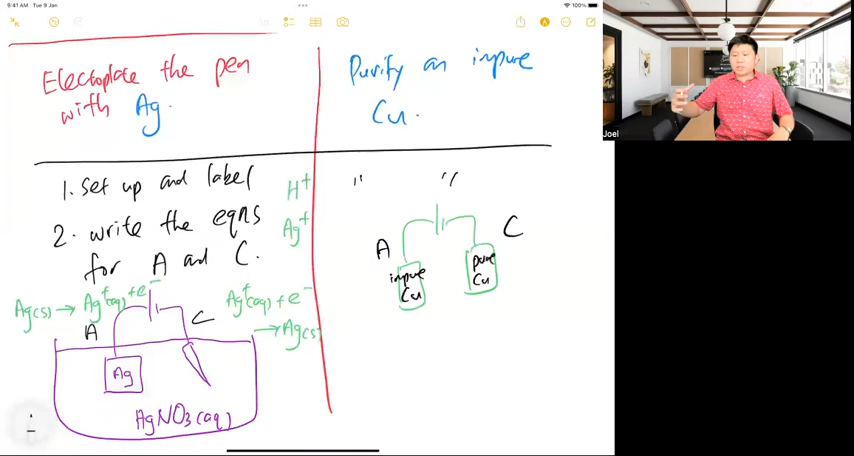 9:41 AM Tue 9 Jan
100%
Electoplate the pen
with Ag.
Purify an impure
Cu.
1. Set up and label
2. write the eqns
for A and C.
H+
Ag+
Ag(s) → Ag+(aq) + e-
Ag+(aq) + e-
→ Ag(s)
A
C
Ag
AgNO3(aq)
" "
A
C
impure
Cu
pure
Cu
Joel